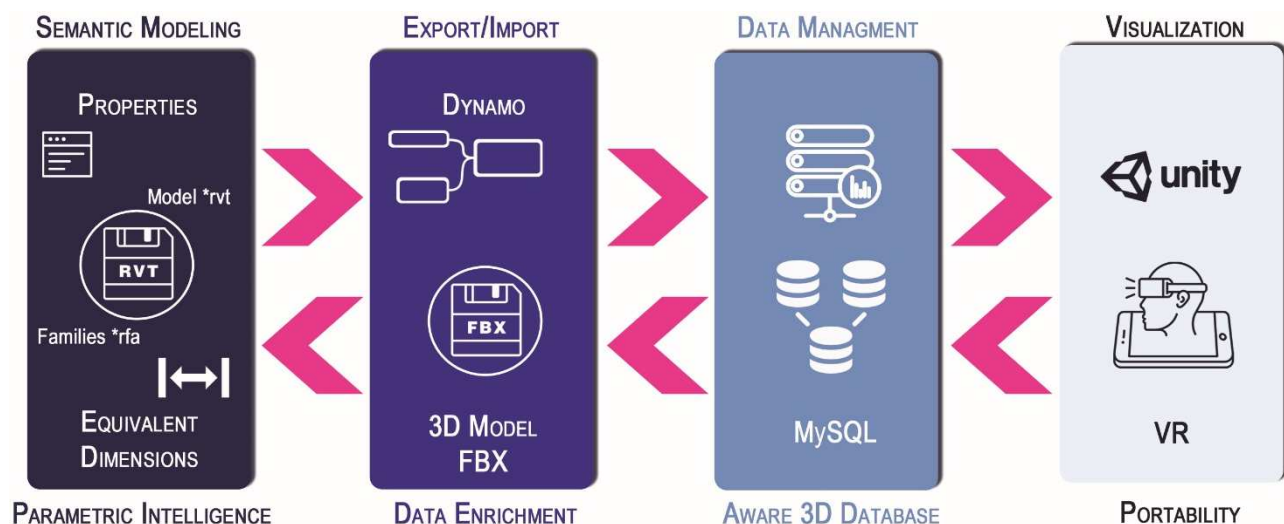 SEMANTIC MODELING
PROPERTIES
Model *rvt
RVT
Families *rfa
EQUIVALENT
DIMENSIONS
PARAMETRIC INTELLIGENCE
EXPORT/IMPORT
DYNAMO
FBX
3D MODEL
FBX
DATA ENRICHMENT
DATA MANAGMENT
MySQL
AWARE 3D DATABASE
VISUALIZATION
unity
VR
PORTABILITY